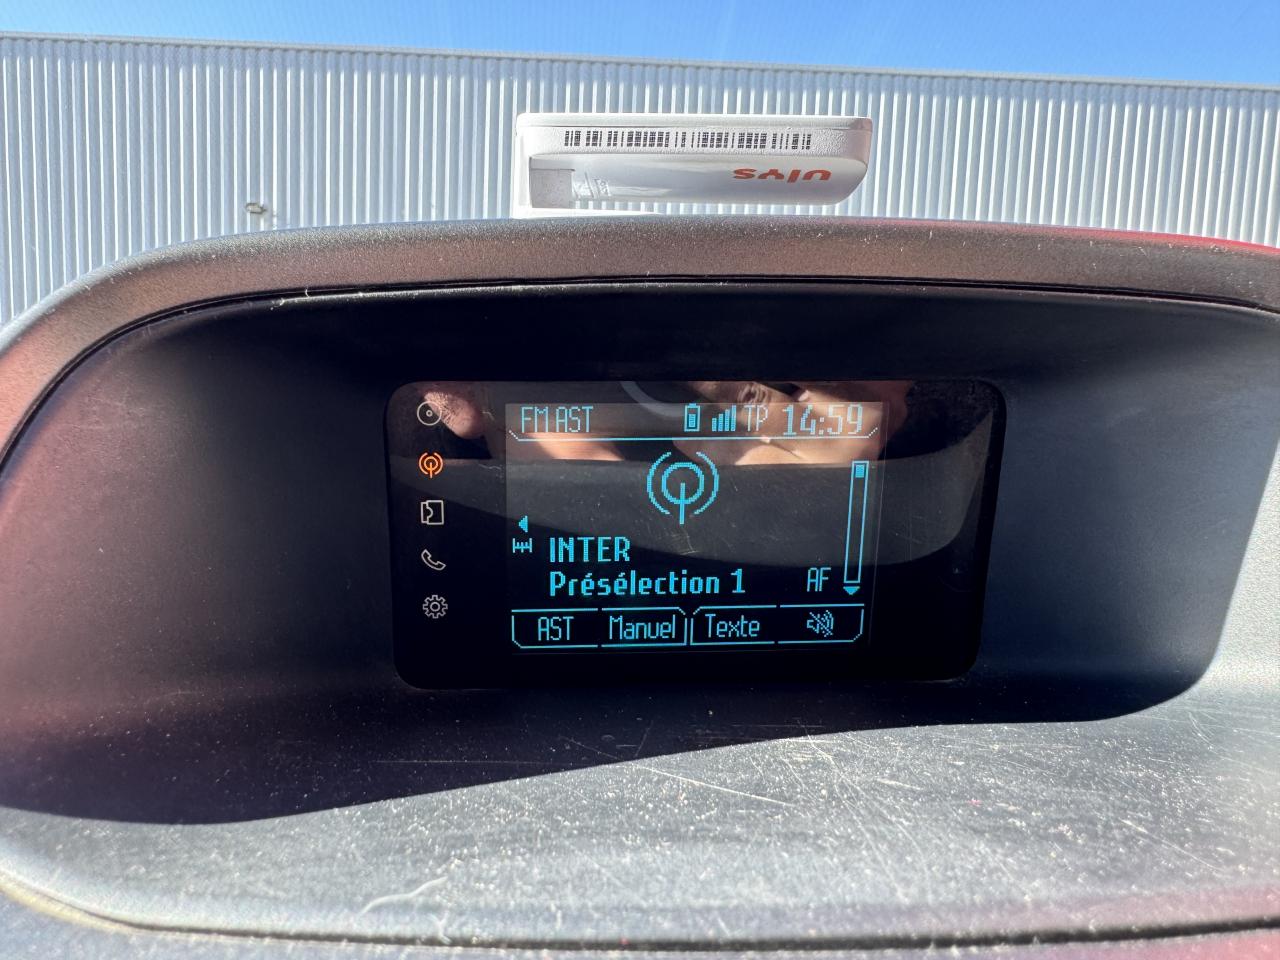 ulys
FM AST TP 14:59
INTER
Présélection 1 AF
AST Manuel Texte